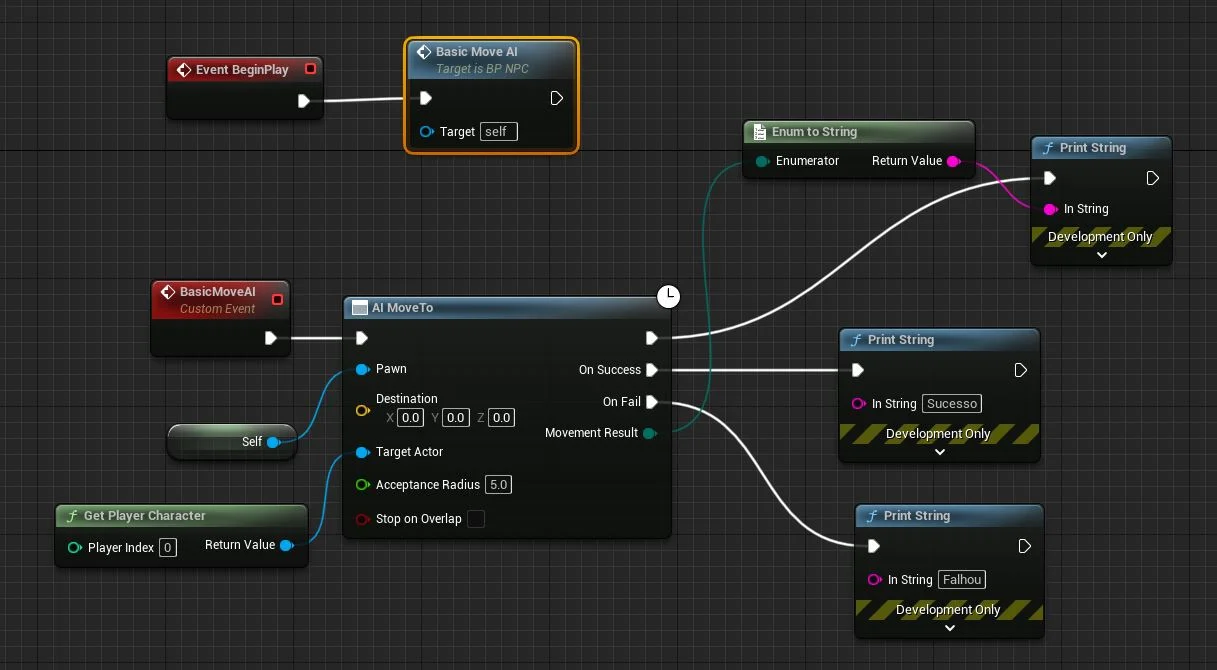 Event BeginPlay
Basic Move AI
Target is BP NPC
Target self
Enum to String
Enumerator Return Value
Print String
In String
Development Only
BasicMoveAI
Custom Event
AI MoveTo
Pawn
On Success
Destination
X 0.0 Y 0.0 Z 0.0
On Fail
Movement Result
Target Actor
Acceptance Radius 5.0
Stop on Overlap
Self
Get Player Character
Player Index 0 Return Value
Print String
In String Sucesso
Development Only
Print String
In String Falhou
Development Only